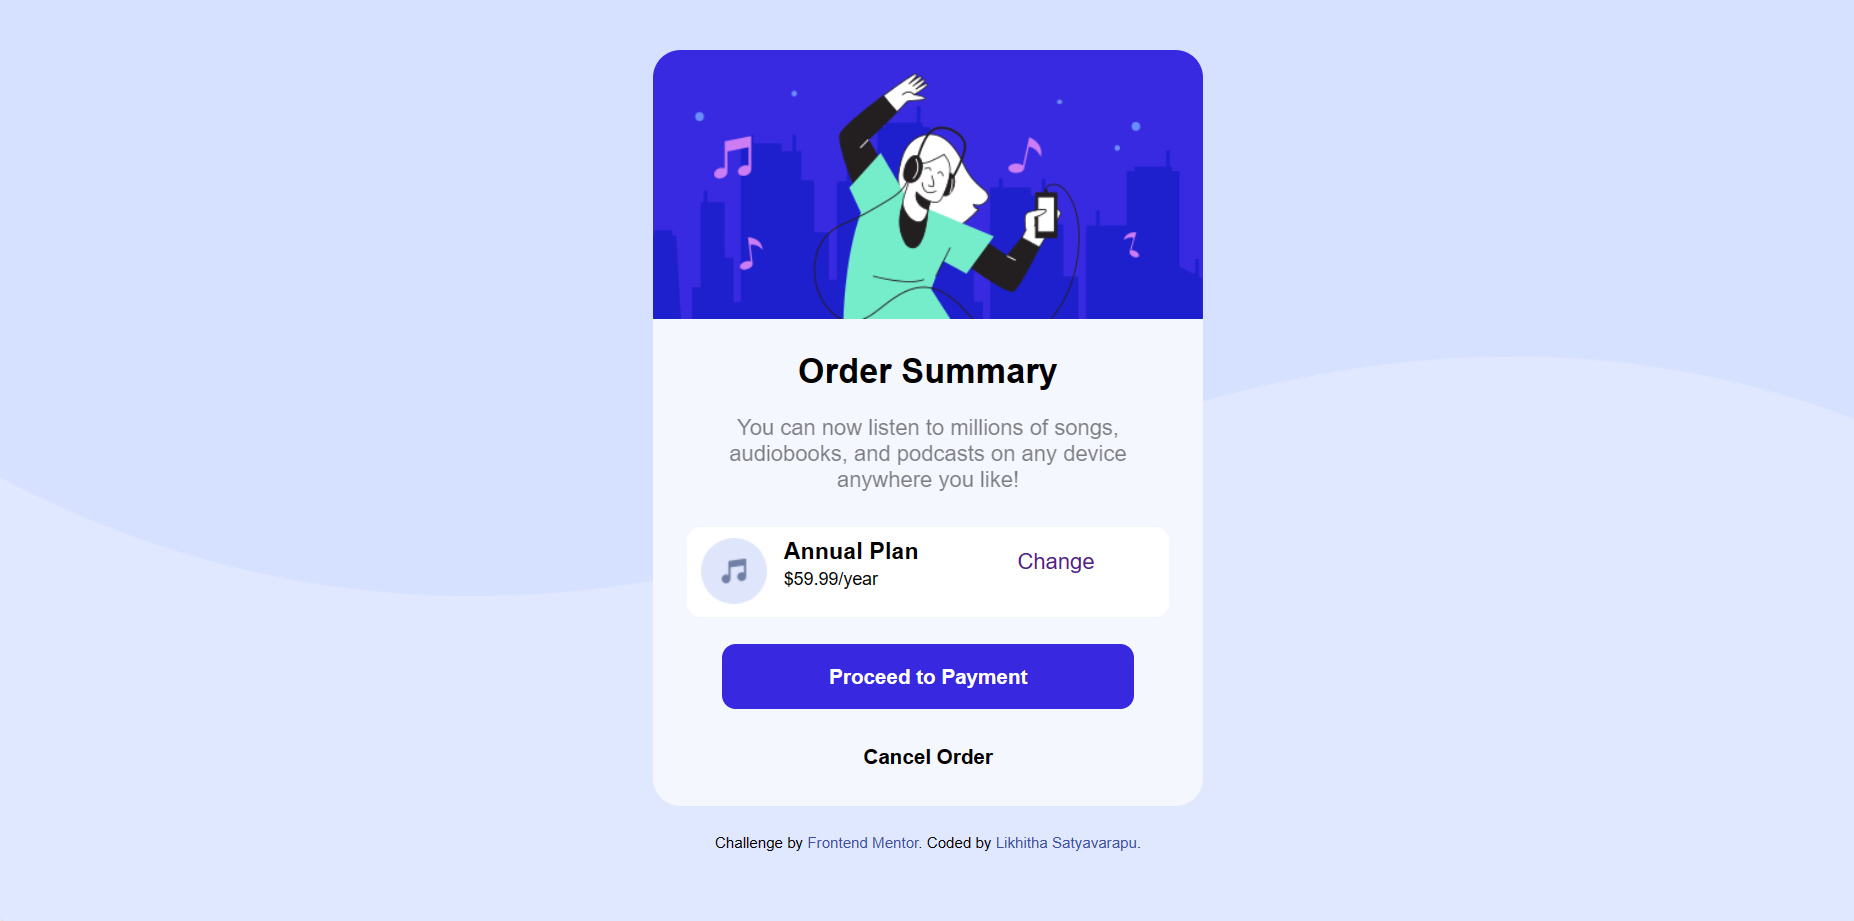 Order Summary
You can now listen to millions of songs,
audiobooks, and podcasts on any device
anywhere you like!
Annual Plan
Change
$59.99/year
Proceed to Payment
Cancel Order
Challenge by Frontend Mentor. Coded by Likhitha Satyavarapu.